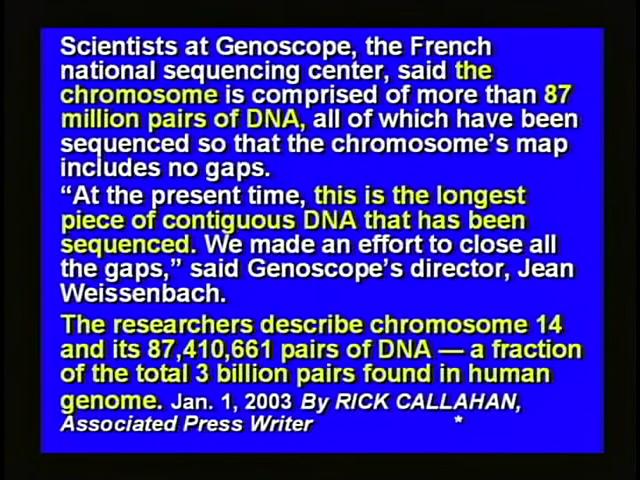 Scientists at Genoscope, the French
national sequencing center, said the
chromosome is comprised of more than 87
million pairs of DNA, all of which have been
sequenced so that the chromosome's map
includes no gaps.
“At the present time, this is the longest
piece of contiguous DNA that has been
sequenced. We made an effort to close all
the gaps,” said Genoscope's director, Jean
Weissenbach.
The researchers describe chromosome 14
and its 87,410,661 pairs of DNA — a fraction
of the total 3 billion pairs found in human
genome. Jan. 1, 2003 By RICK CALLAHAN,
Associated Press Writer *